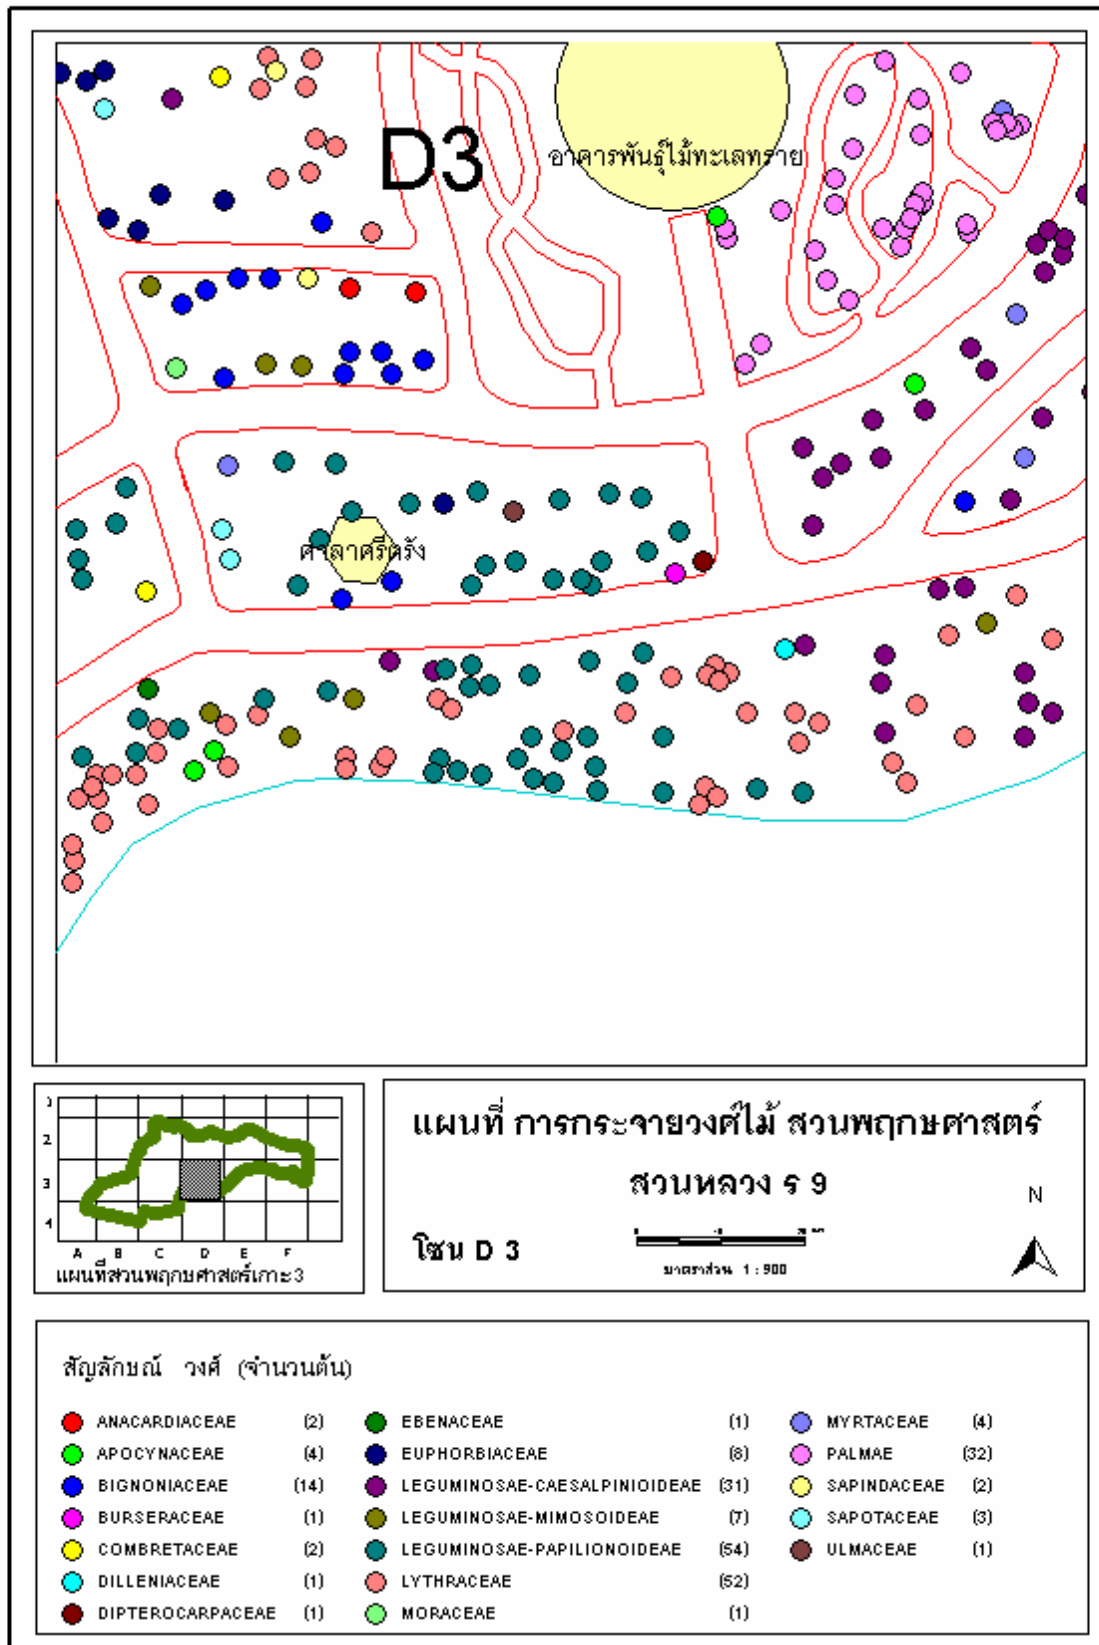 D3
อาคารพันธุ์ไม้ทะเลทราย
ศาลาศรีตรัง
1
2
3
4
A B C D E F
แผนที่สวนพฤกษศาสตร์เกาะ3
แผนที่ การกระจายวงศ์ไม้ สวนพฤกษศาสตร์
สวนหลวง ร 9
N
โซน D 3
มาตราส่วน 1 : 900
สัญลักษณ์ วงศ์ (จำนวนต้น)
ANACARDIACEAE (2)
APOCYNACEAE (4)
BIGNONIACEAE (14)
BURSERACEAE (1)
COMBRETACEAE (2)
DILLENIACEAE (1)
DIPTEROCARPACEAE (1)
EBENACEAE (1)
EUPHORBIACEAE (8)
LEGUMINOSAE-CAESALPINIOIDEAE (31)
LEGUMINOSAE-MIMOSOIDEAE (7)
LEGUMINOSAE-PAPILIONOIDEAE (54)
LYTHRACEAE (52)
MORACEAE (1)
MYRTACEAE (4)
PALMAE (32)
SAPINDACEAE (2)
SAPOTACEAE (3)
ULMACEAE (1)